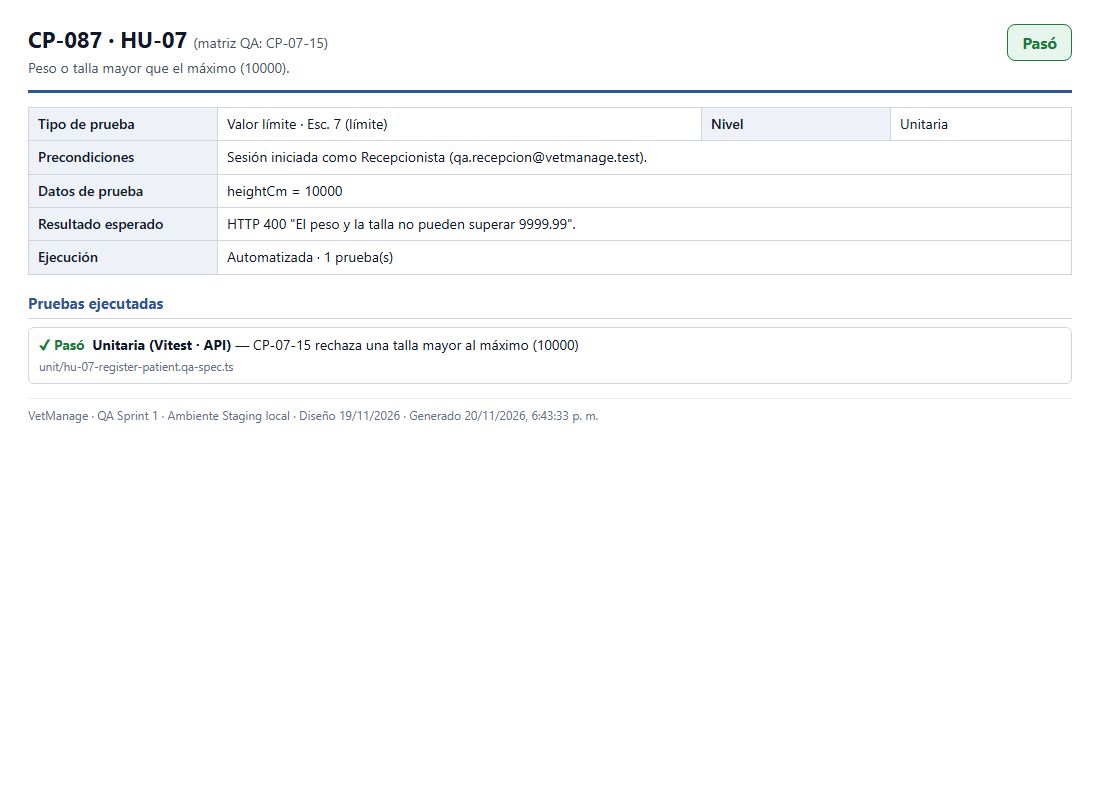 CP-087 · HU-07 (matriz QA: CP-07-15)
Pasó
Peso o talla mayor que el máximo (10000).
Tipo de prueba Valor límite · Esc. 7 (límite) Nivel Unitaria
Precondiciones Sesión iniciada como Recepcionista (qa.recepcion@vetmanage.test).
Datos de prueba heightCm = 10000
Resultado esperado HTTP 400 "El peso y la talla no pueden superar 9999.99".
Ejecución Automatizada · 1 prueba(s)
Pruebas ejecutadas
✓ Pasó Unitaria (Vitest · API) — CP-07-15 rechaza una talla mayor al máximo (10000)
unit/hu-07-register-patient.qa-spec.ts
VetManage · QA Sprint 1 · Ambiente Staging local · Diseño 19/11/2026 · Generado 20/11/2026, 6:43:33 p. m.